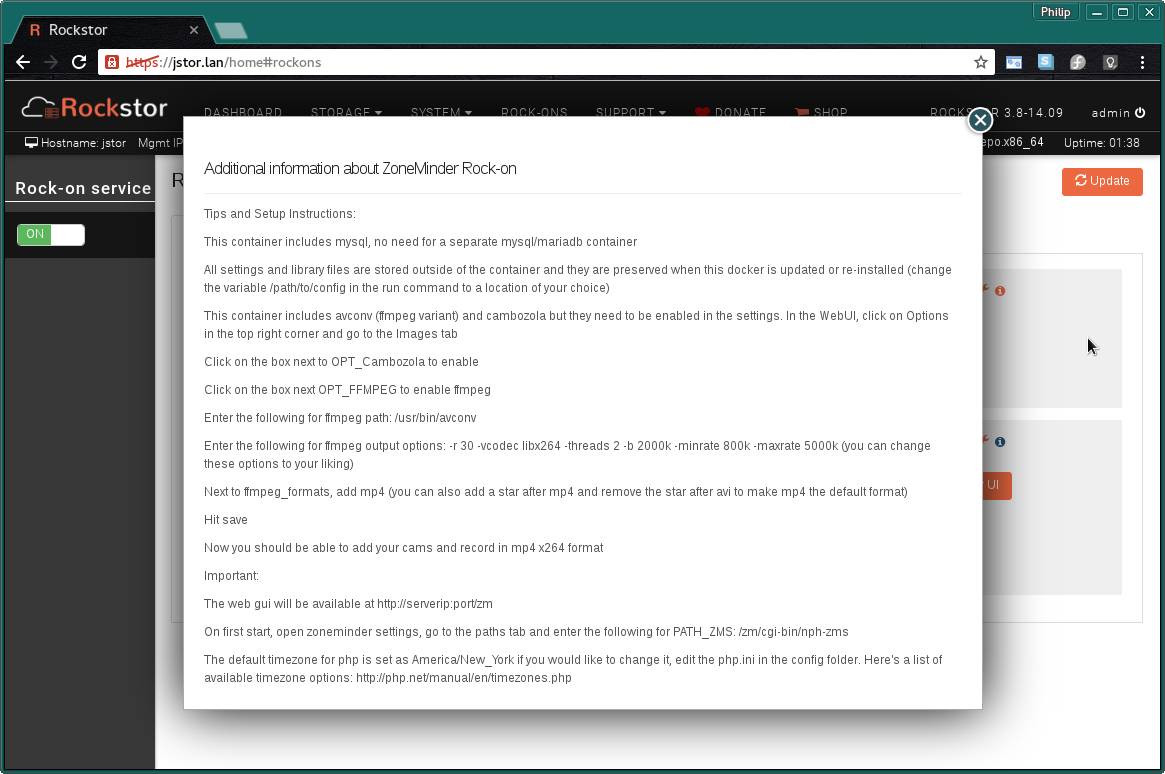 Philip
Rockstor
https://jstor.lan/home#rockons
Rockstor
DASHBOARD STORAGE SYSTEM ROCK-ONS SUPPORT DONATE SHOP
3.8-14.09 admin
Hostname: jstor Mgmt IP
x86_64 Uptime: 01:38
Rock-on service
ON
Update
UI
Additional information about ZoneMinder Rock-on
Tips and Setup Instructions:
This container includes mysql, no need for a separate mysql/mariadb container
All settings and library files are stored outside of the container and they are preserved when this docker is updated or re-installed (change
the variable /path/to/config in the run command to a location of your choice)
This container includes avconv (ffmpeg variant) and cambozola but they need to be enabled in the settings. In the WebUI, click on Options
in the top right corner and go to the Images tab
Click on the box next to OPT_Cambozola to enable
Click on the box next OPT_FFMPEG to enable ffmpeg
Enter the following for ffmpeg path: /usr/bin/avconv
Enter the following for ffmpeg output options: -r 30 -vcodec libx264 -threads 2 -b 2000k -minrate 800k -maxrate 5000k (you can change
these options to your liking)
Next to ffmpeg_formats, add mp4 (you can also add a star after mp4 and remove the star after avi to make mp4 the default format)
Hit save
Now you should be able to add your cams and record in mp4 x264 format
Important:
The web gui will be available at http://serverip:port/zm
On first start, open zoneminder settings, go to the paths tab and enter the following for PATH_ZMS: /zm/cgi-bin/nph-zms
The default timezone for php is set as America/New_York if you would like to change it, edit the php.ini in the config folder. Here's a list of
available timezone options: http://php.net/manual/en/timezones.php